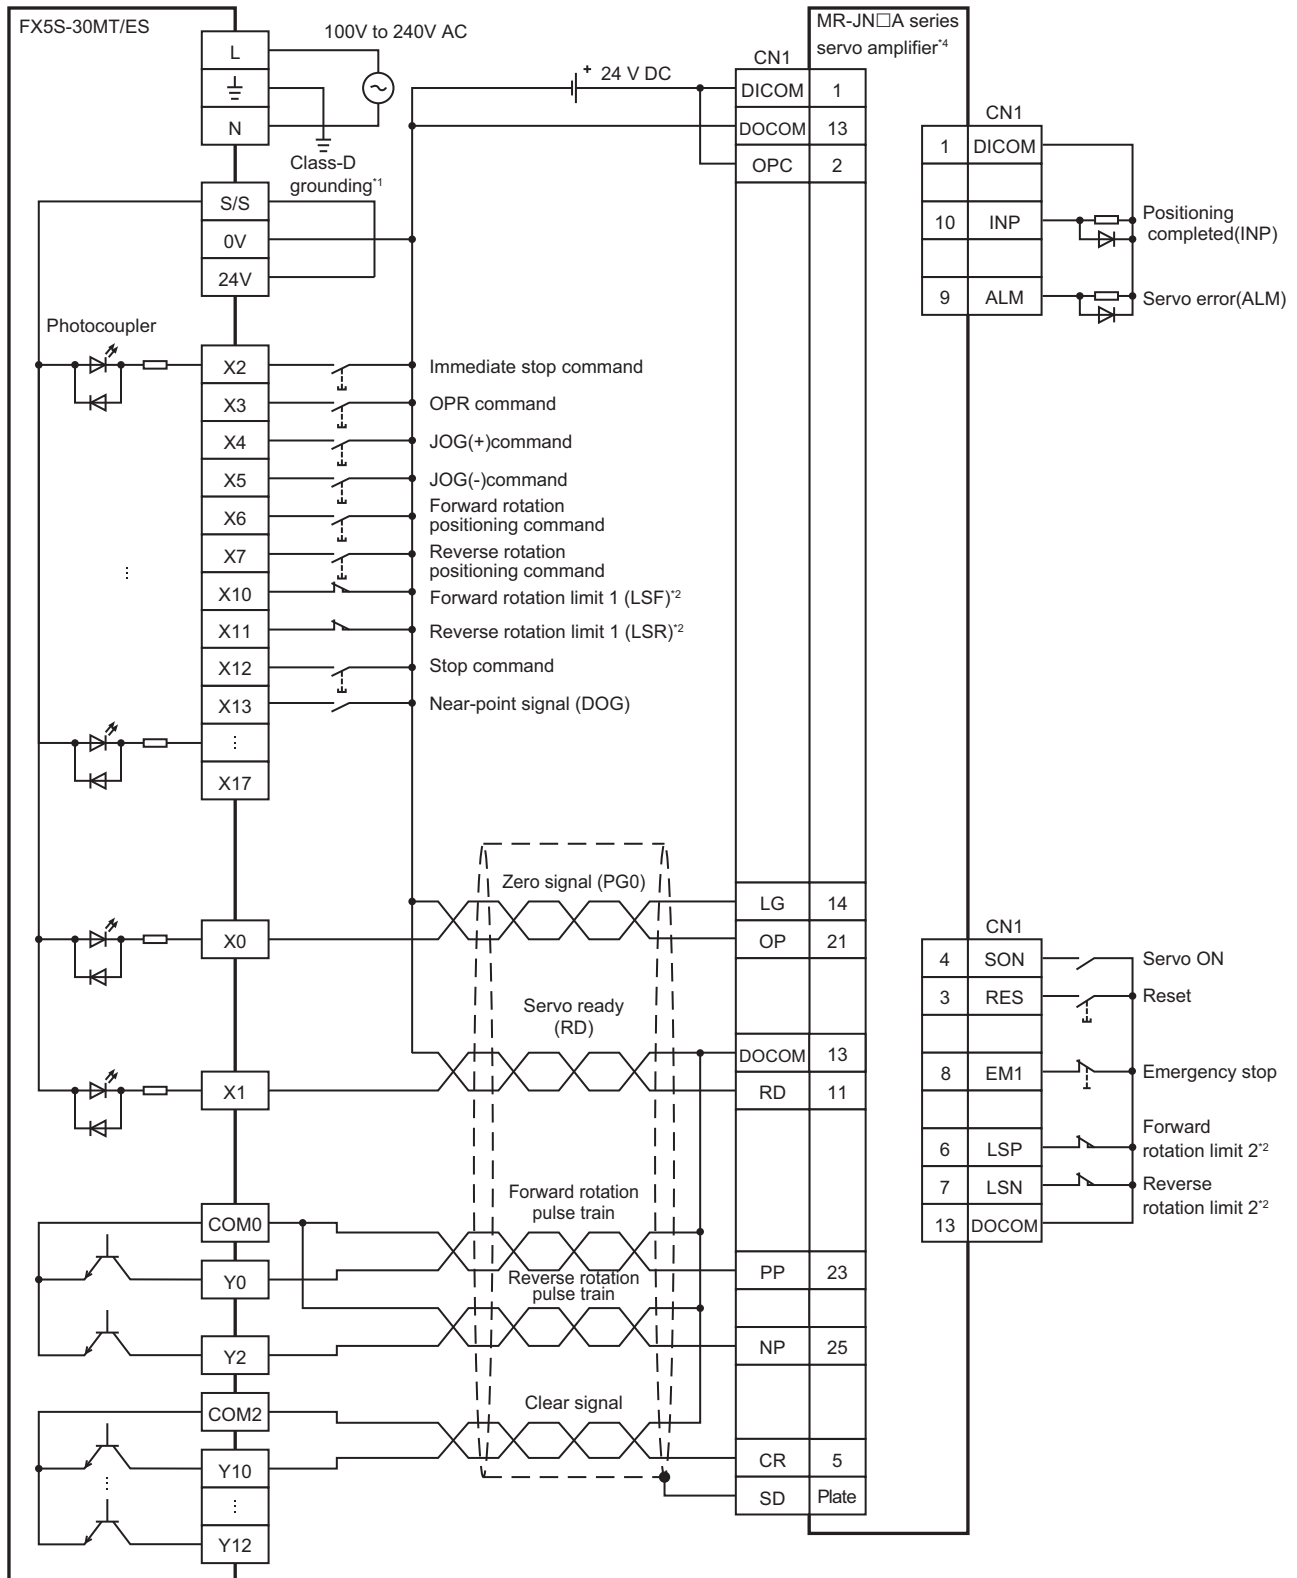 FX5S-30MT/ES
L
N
100V to 240V AC
Class-D
grounding*1
S/S
0V
24V
Photocoupler
X2
Immediate stop command
X3
OPR command
X4
JOG(+)command
X5
JOG(-)command
X6
Forward rotation
positioning command
X7
Reverse rotation
positioning command
X10
Forward rotation limit 1 (LSF)*2
X11
Reverse rotation limit 1 (LSR)*2
X12
Stop command
X13
Near-point signal (DOG)
⋮
⋮
X17
X0
Zero signal (PG0)
X1
Servo ready
(RD)
COM0
Forward rotation
pulse train
Y0
Reverse rotation
pulse train
Y2
COM2
Clear signal
Y10
⋮
⋮
Y12
+ 24 V DC
MR-JN□A series
servo amplifier*4
CN1
DICOM 1
DOCOM 13
OPC 2
LG 14
OP 21
DOCOM 13
RD 11
PP 23
NP 25
CR 5
SD Plate
CN1
1 DICOM
10 INP
Positioning
completed(INP)
9 ALM
Servo error(ALM)
CN1
4 SON
Servo ON
3 RES
Reset
8 EM1
Emergency stop
6 LSP
Forward
rotation limit 2*2
7 LSN
Reverse
rotation limit 2*2
13 DOCOM